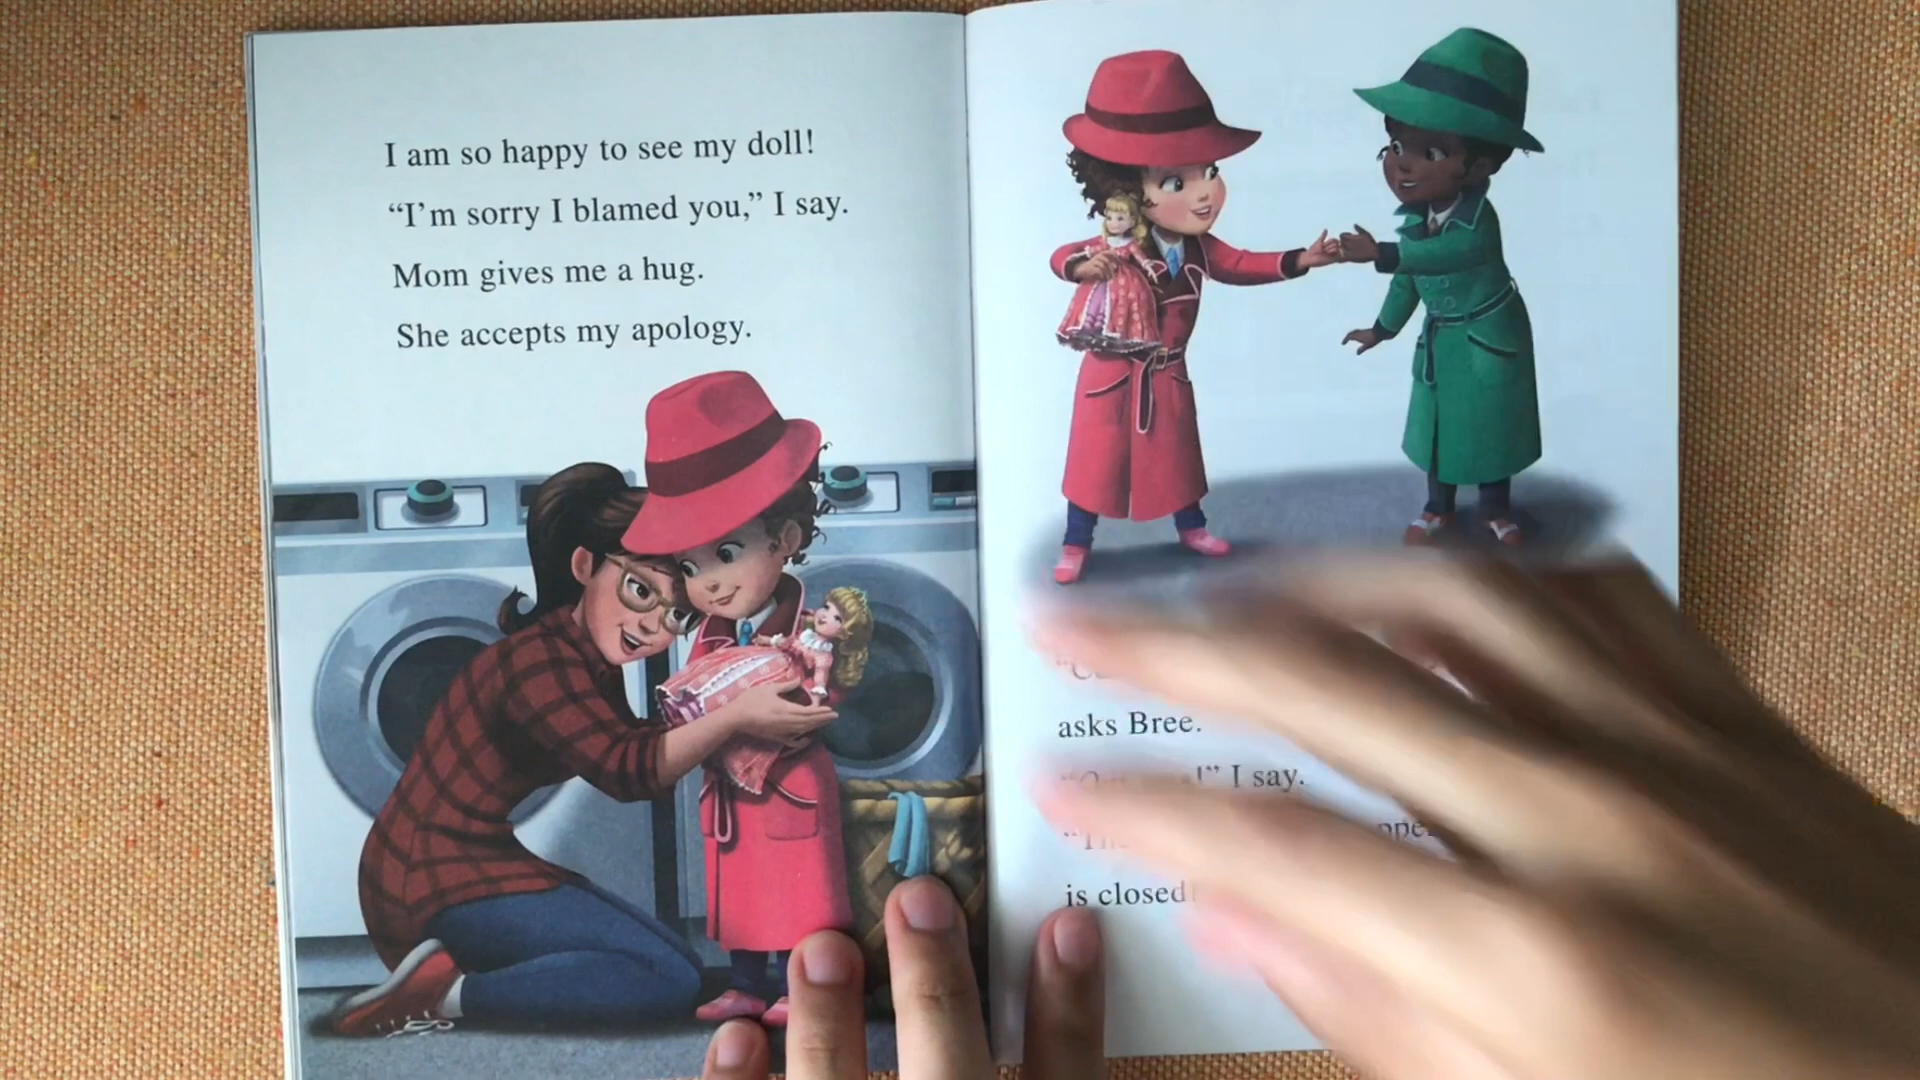 I am so happy to see my doll!
“I’m sorry I blamed you,” I say.
Mom gives me a hug.
She accepts my apology.
asks Bree.
I say.
is closed